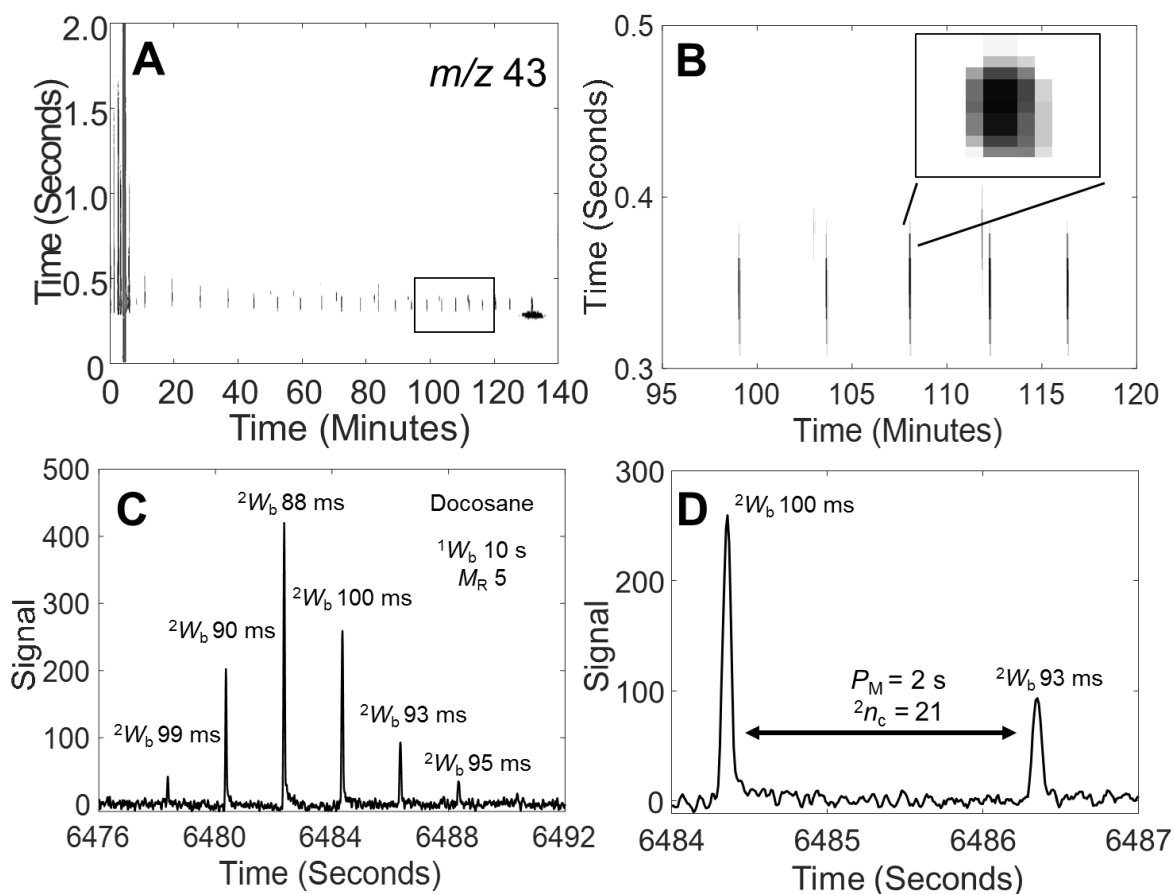 A
m/z 43
2.0
1.5
1.0
0.5
0
Time (Seconds)
0 20 40 60 80 100 120 140
Time (Minutes)
B
0.5
0.4
0.3
Time (Seconds)
95 100 105 110 115 120
Time (Minutes)
C
500
400
300
200
100
0
Signal
²Wb 88 ms
Docosane
¹Wb 10 s
MR 5
²Wb 100 ms
²Wb 90 ms
²Wb 93 ms
²Wb 99 ms
²Wb 95 ms
6476 6480 6484 6488 6492
Time (Seconds)
D
300
200
100
0
Signal
²Wb 100 ms
PM = 2 s
²nc = 21
²Wb 93 ms
6484 6485 6486 6487
Time (Seconds)